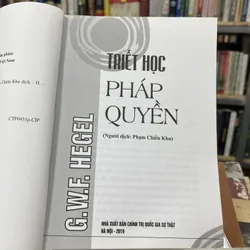 TRIẾT HỌC
PHÁP
QUYỀN
(Người dịch: Phạm Chiến Khu)
G.W.F. HEGEL
NHÀ XUẤT BẢN CHÍNH TRỊ QUỐC GIA SỰ THẬT
HÀ NỘI - 2019